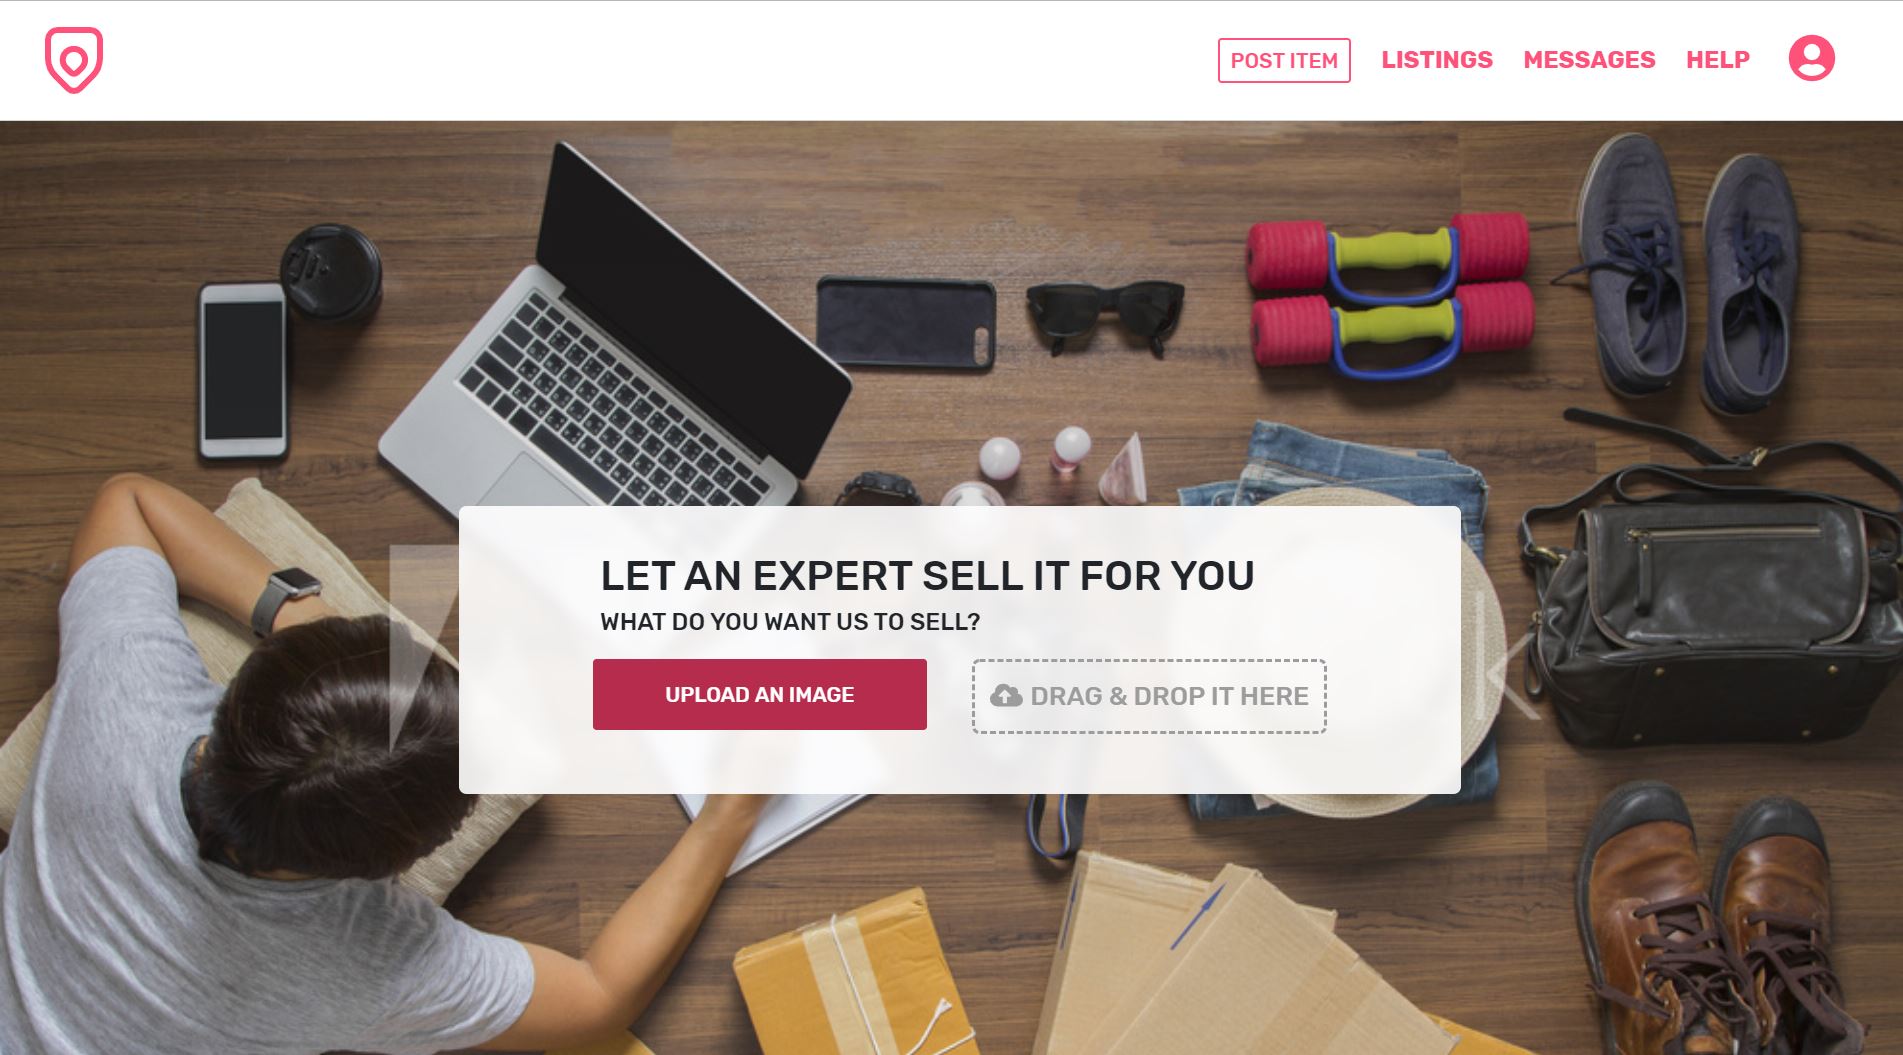 POST ITEM
LISTINGS
MESSAGES
HELP
LET AN EXPERT SELL IT FOR YOU
WHAT DO YOU WANT US TO SELL?
UPLOAD AN IMAGE
DRAG & DROP IT HERE